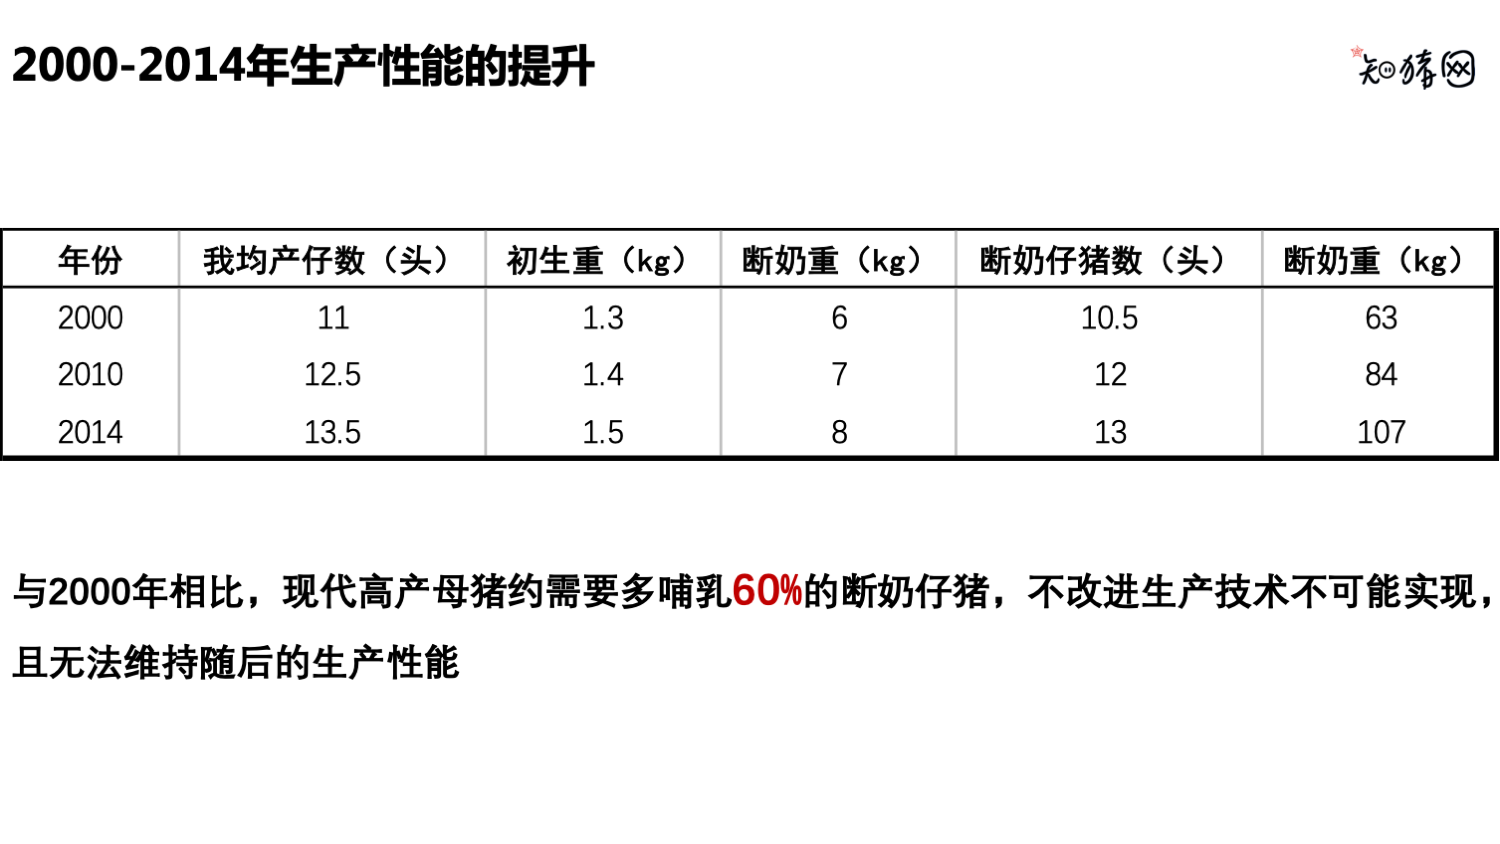 2000-2014年生产性能的提升
知猪网
年份 我均产仔数（头） 初生重（kg） 断奶重（kg） 断奶仔猪数（头） 断奶重（kg）
2000 11 1.3 6 10.5 63
2010 12.5 1.4 7 12 84
2014 13.5 1.5 8 13 107
与2000年相比，现代高产母猪约需要多哺乳60%的断奶仔猪，不改进生产技术不可能实现，
且无法维持随后的生产性能